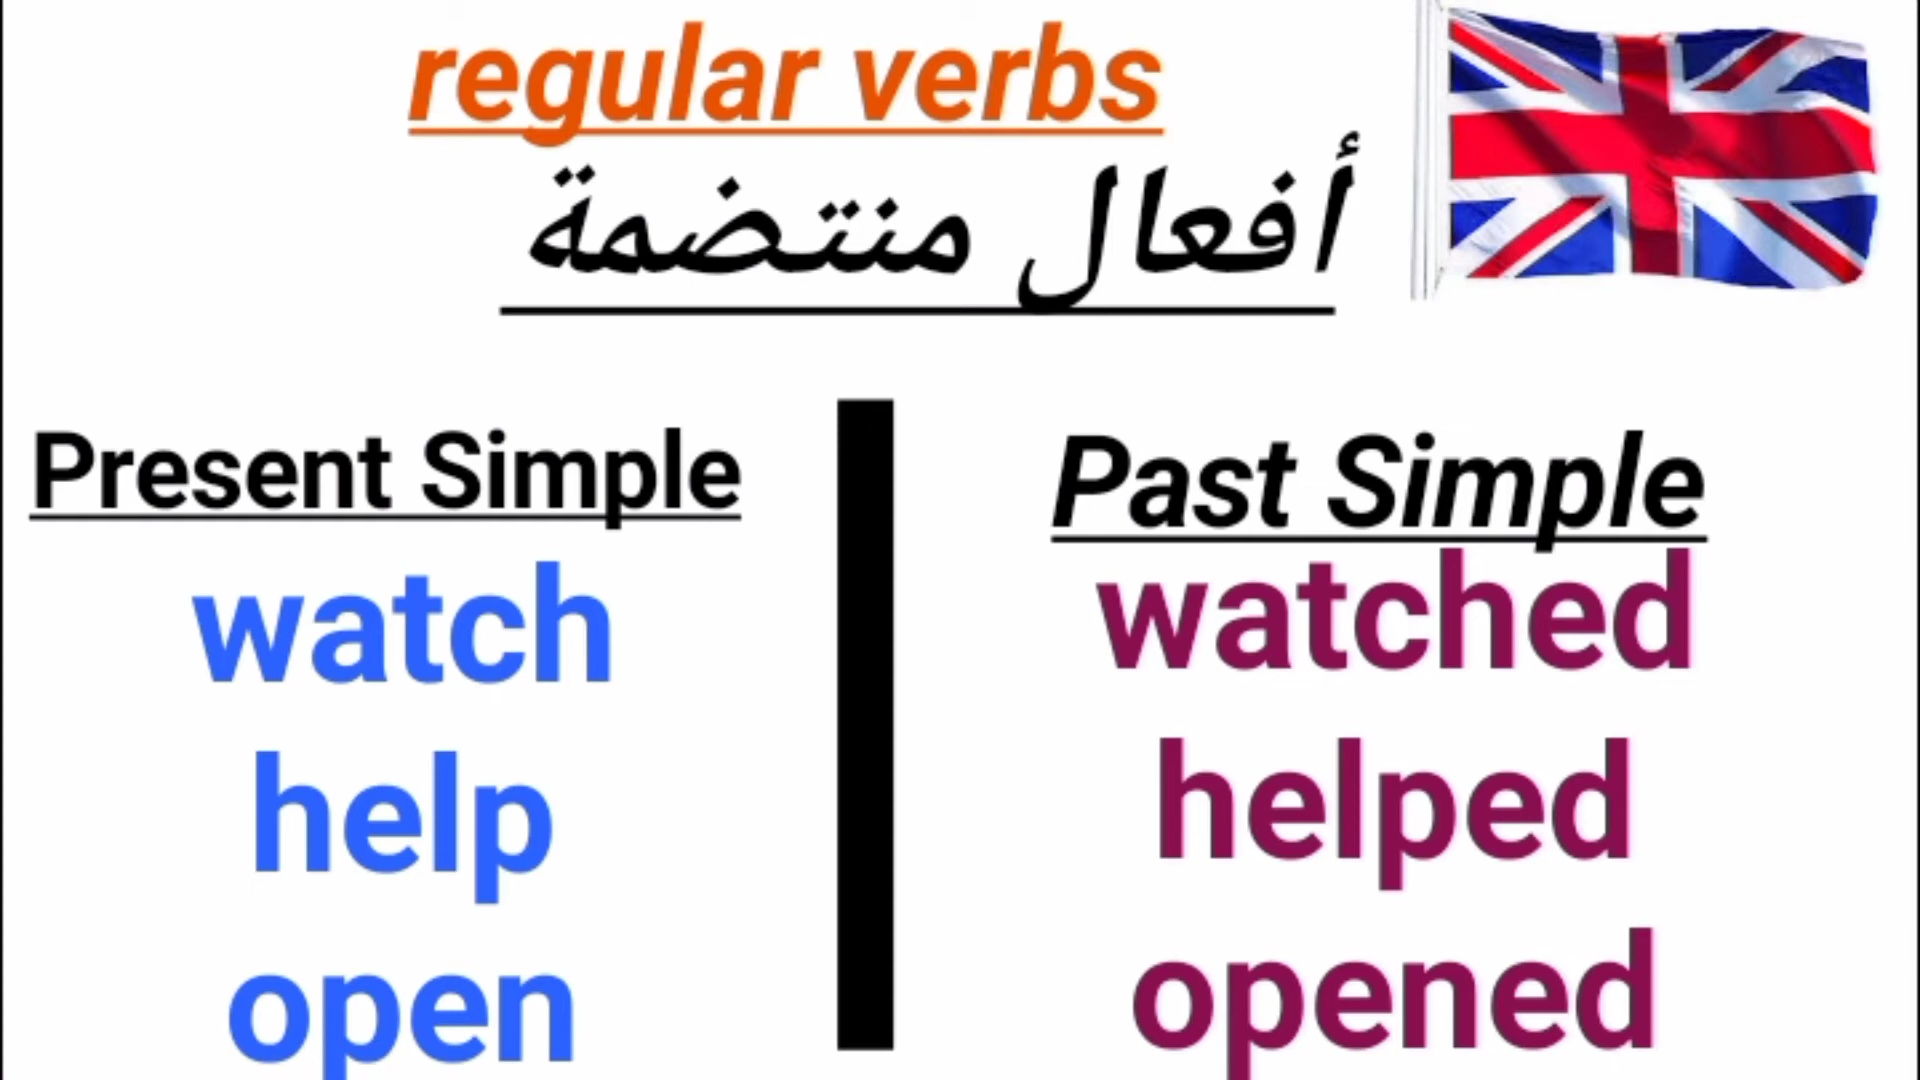 regular verbs
أفعال منتضمة
Present Simple
Past Simple
watch
watched
help
helped
open
opened